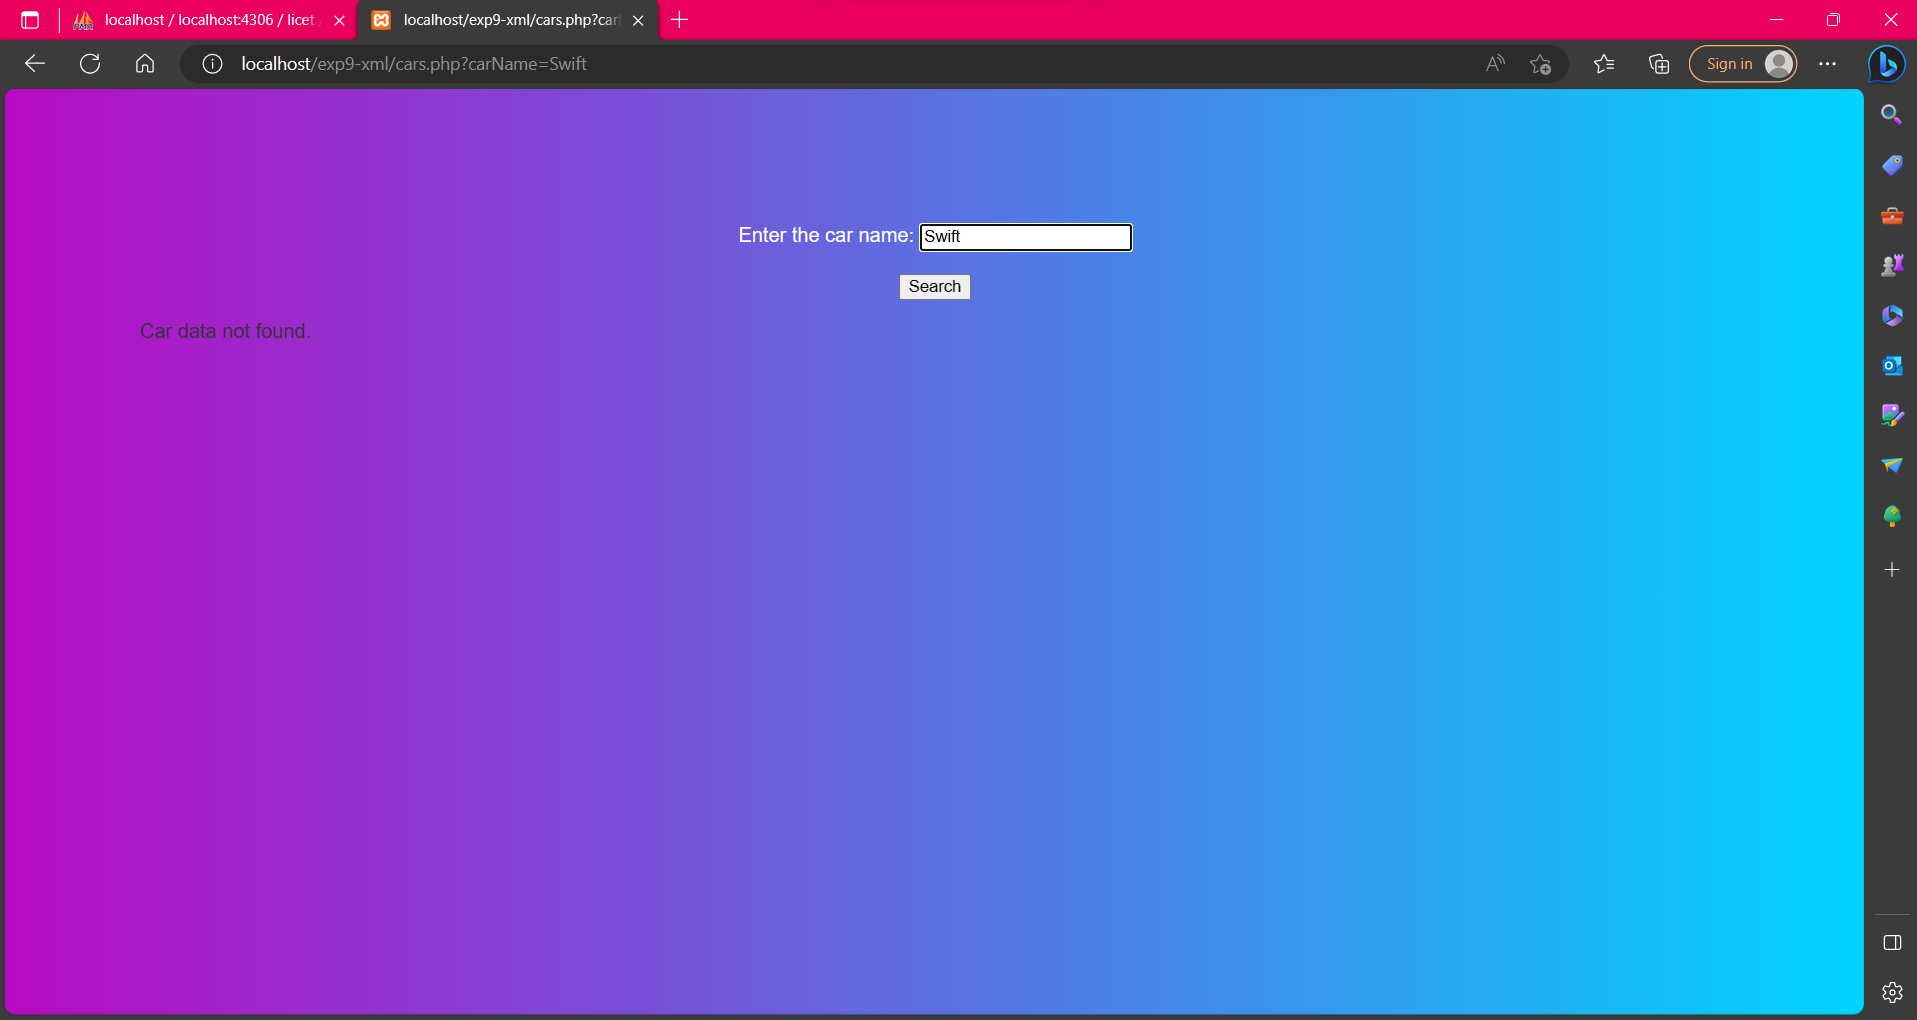 localhost / localhost:4306 / licet
localhost/exp9-xml/cars.php?car
localhost/exp9-xml/cars.php?carName=Swift
Sign in
Enter the car name: Swift
Search
Car data not found.